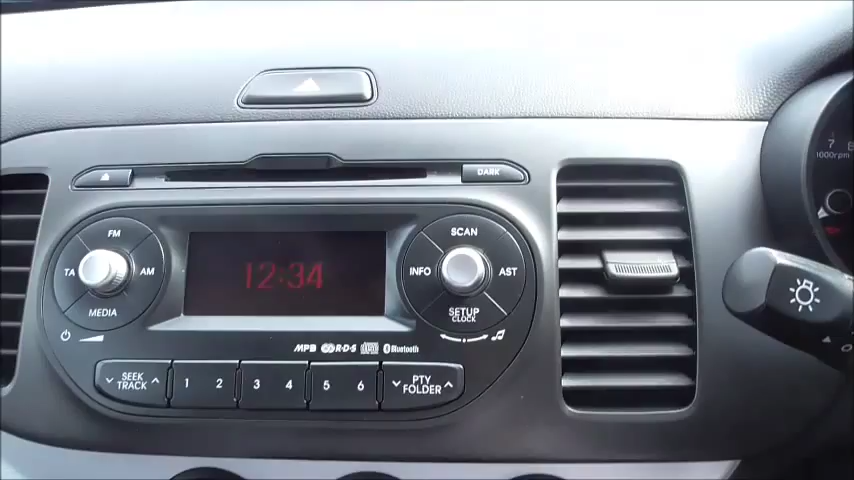 DARK
FM
TA
AM
MEDIA
12:34
SCAN
INFO
AST
SETUP
CLOCK
MP3 R·D·S Bluetooth
SEEK
TRACK
1 2 3 4 5 6
PTY
FOLDER
7
1000rpm